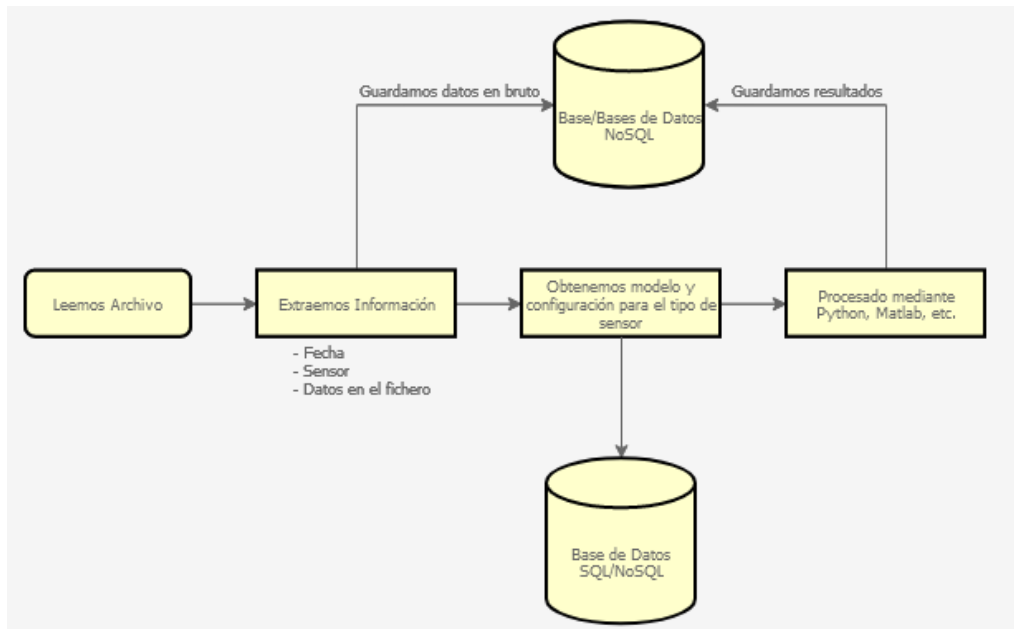 Guardamos datos en bruto
Guardamos resultados
Base/Bases de Datos
NoSQL
Leemos Archivo
Extraemos Información
Obtenemos modelo y
configuración para el tipo de
sensor
Procesado mediante
Python, Matlab, etc.
- Fecha
- Sensor
- Datos en el fichero
Base de Datos
SQL/NoSQL